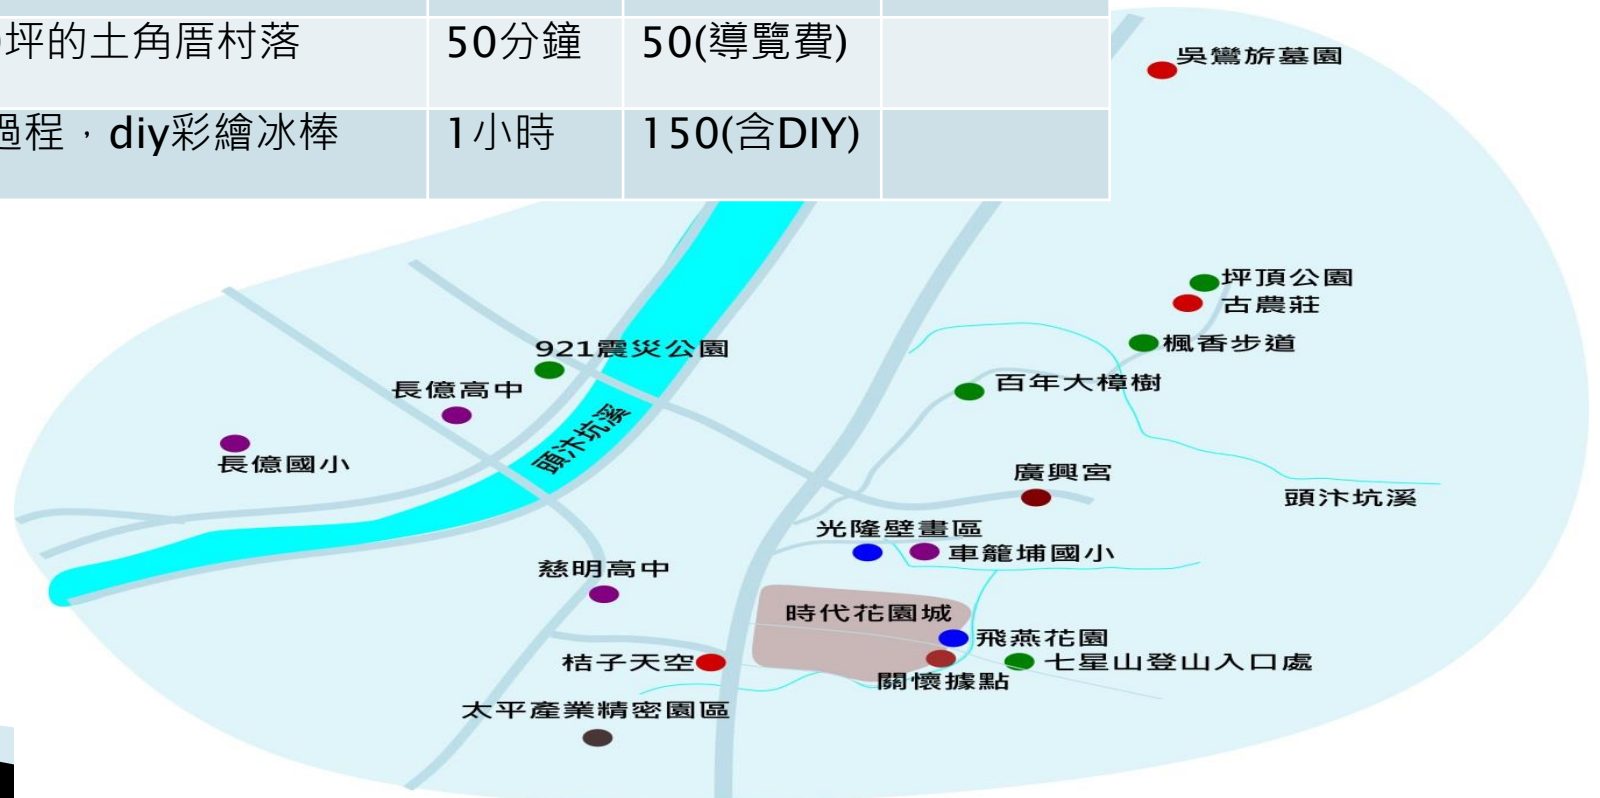 坪的土角厝村落 50分鐘 50(導覽費)
過程，diy彩繪冰棒 1小時 150(含DIY)
吳鸞旂墓園
坪頂公園
古農莊
楓香步道
921震災公園
百年大樟樹
長億高中
頭汴坑溪
長億國小
廣興宮
頭汴坑溪
光隆壁畫區
車籠埔國小
慈明高中
時代花園城
飛燕花園
桔子天空
七星山登山入口處
關懷據點
太平產業精密園區